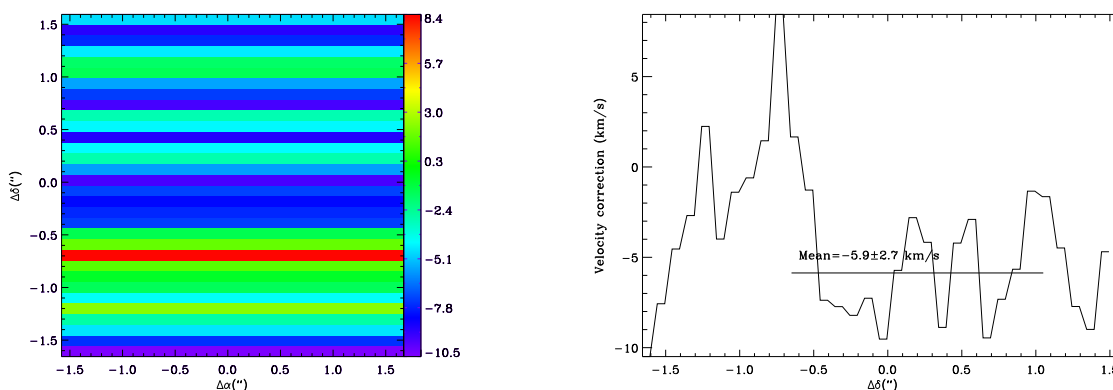 1.5
1.0
0.5
0.0
−0.5
−1.0
−1.5
Δδ(″)
−1.5 −1.0 −0.5 0.0 0.5 1.0 1.5
Δα(″)
8.4
5.7
3.0
0.3
−2.4
−5.1
−7.8
−10.5
Velocity correction (km/s)
5
0
−5
−10
Mean=−5.9±2.7 km/s
−1.5 −1.0 −0.5 0.0 0.5 1.0 1.5
Δδ(″)